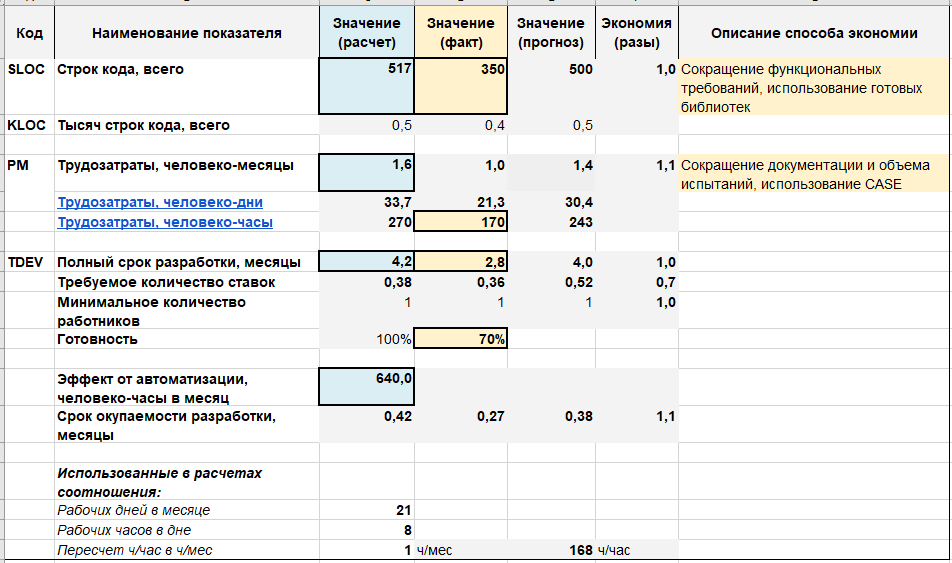 Код Наименование показателя Значение (расчет) Значение (факт) Значение (прогноз) Экономия (разы) Описание способа экономии
SLOC Строк кода, всего 517 350 500 1,0 Сокращение функциональных
требований, использование готовых
библиотек
KLOC Тысяч строк кода, всего 0,5 0,4 0,5
PM Трудозатраты, человеко-месяцы 1,6 1,0 1,4 1,1 Сокращение документации и объема
испытаний, использование CASE
Трудозатраты, человеко-дни 33,7 21,3 30,4
Трудозатраты, человеко-часы 270 170 243
TDEV Полный срок разработки, месяцы 4,2 2,8 4,0 1,0
Требуемое количество ставок 0,38 0,36 0,52 0,7
Минимальное количество 1 1 1 1,0
работников
Готовность 100% 70%
Эффект от автоматизации, 640,0
человеко-часы в месяц
Срок окупаемости разработки, 0,42 0,27 0,38 1,1
месяцы
Использованные в расчетах
соотношения:
Рабочих дней в месяце 21
Рабочих часов в дне 8
Пересчет ч/час в ч/мес 1 ч/мес 168 ч/час